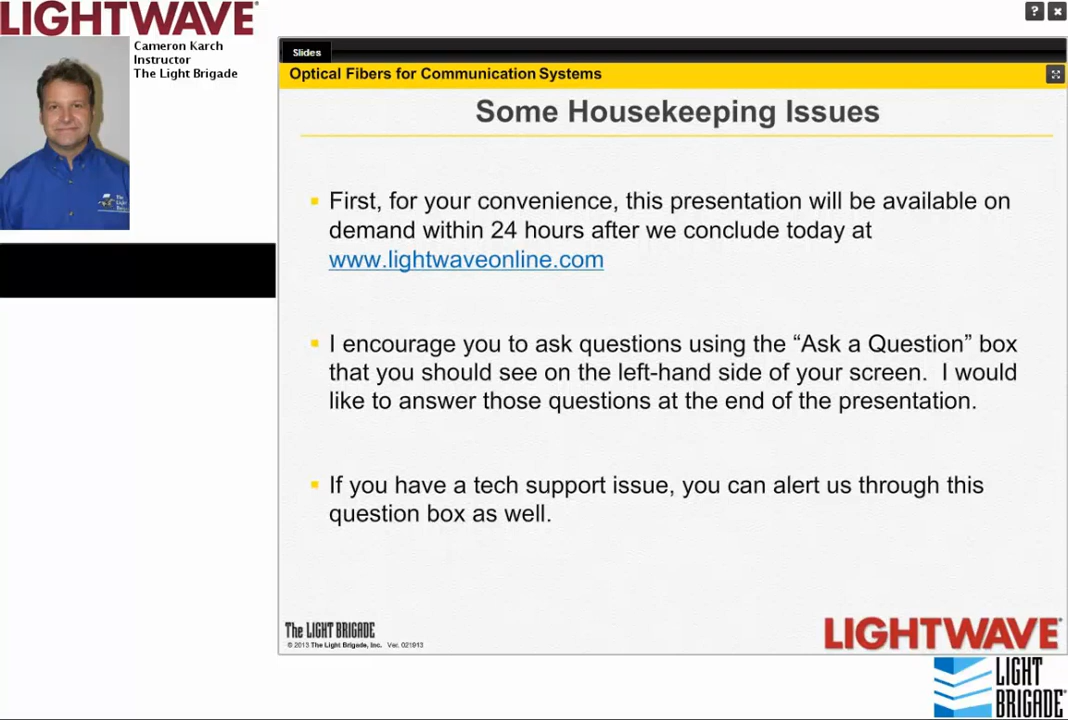 LIGHTWAVE®
Cameron Karch
Instructor
The Light Brigade
? ×
Slides
Optical Fibers for Communication Systems
Some Housekeeping Issues
First, for your convenience, this presentation will be available on
demand within 24 hours after we conclude today at
www.lightwaveonline.com
I encourage you to ask questions using the “Ask a Question” box
that you should see on the left-hand side of your screen.  I would
like to answer those questions at the end of the presentation.
If you have a tech support issue, you can alert us through this
question box as well.
The LIGHT BRIGADE
© 2013 The Light Brigade, Inc. Ver. 021913
LIGHTWAVE®
LIGHT
BRIGADE®